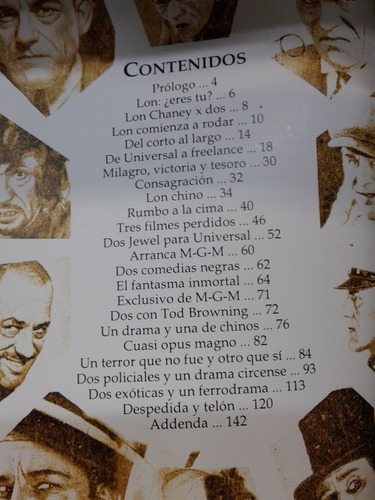 CONTENIDOS
Prólogo ... 4
Lon: ¿eres tu? ... 6
Lon Chaney x dos ... 8
Lon comienza a rodar ... 10
Del corto al largo ... 14
De Universal a freelance ... 18
Milagro, victoria y tesoro ... 30
Consagración ... 32
Lon chino ... 34
Rumbo a la cima ... 40
Tres filmes perdidos ... 46
Dos Jewel para Universal ... 52
Arranca M-G-M ... 60
Dos comedias negras ... 62
El fantasma inmortal ... 64
Exclusivo de M-G-M ... 71
Dos con Tod Browning ... 72
Un drama y una de chinos ... 76
Cuasi opus magno ... 82
Un terror que no fue y otro que sí ... 84
Dos policiales y un drama circense ... 93
Dos exóticas y un ferrodrama ... 113
Despedida y telón ... 120
Addenda ... 142